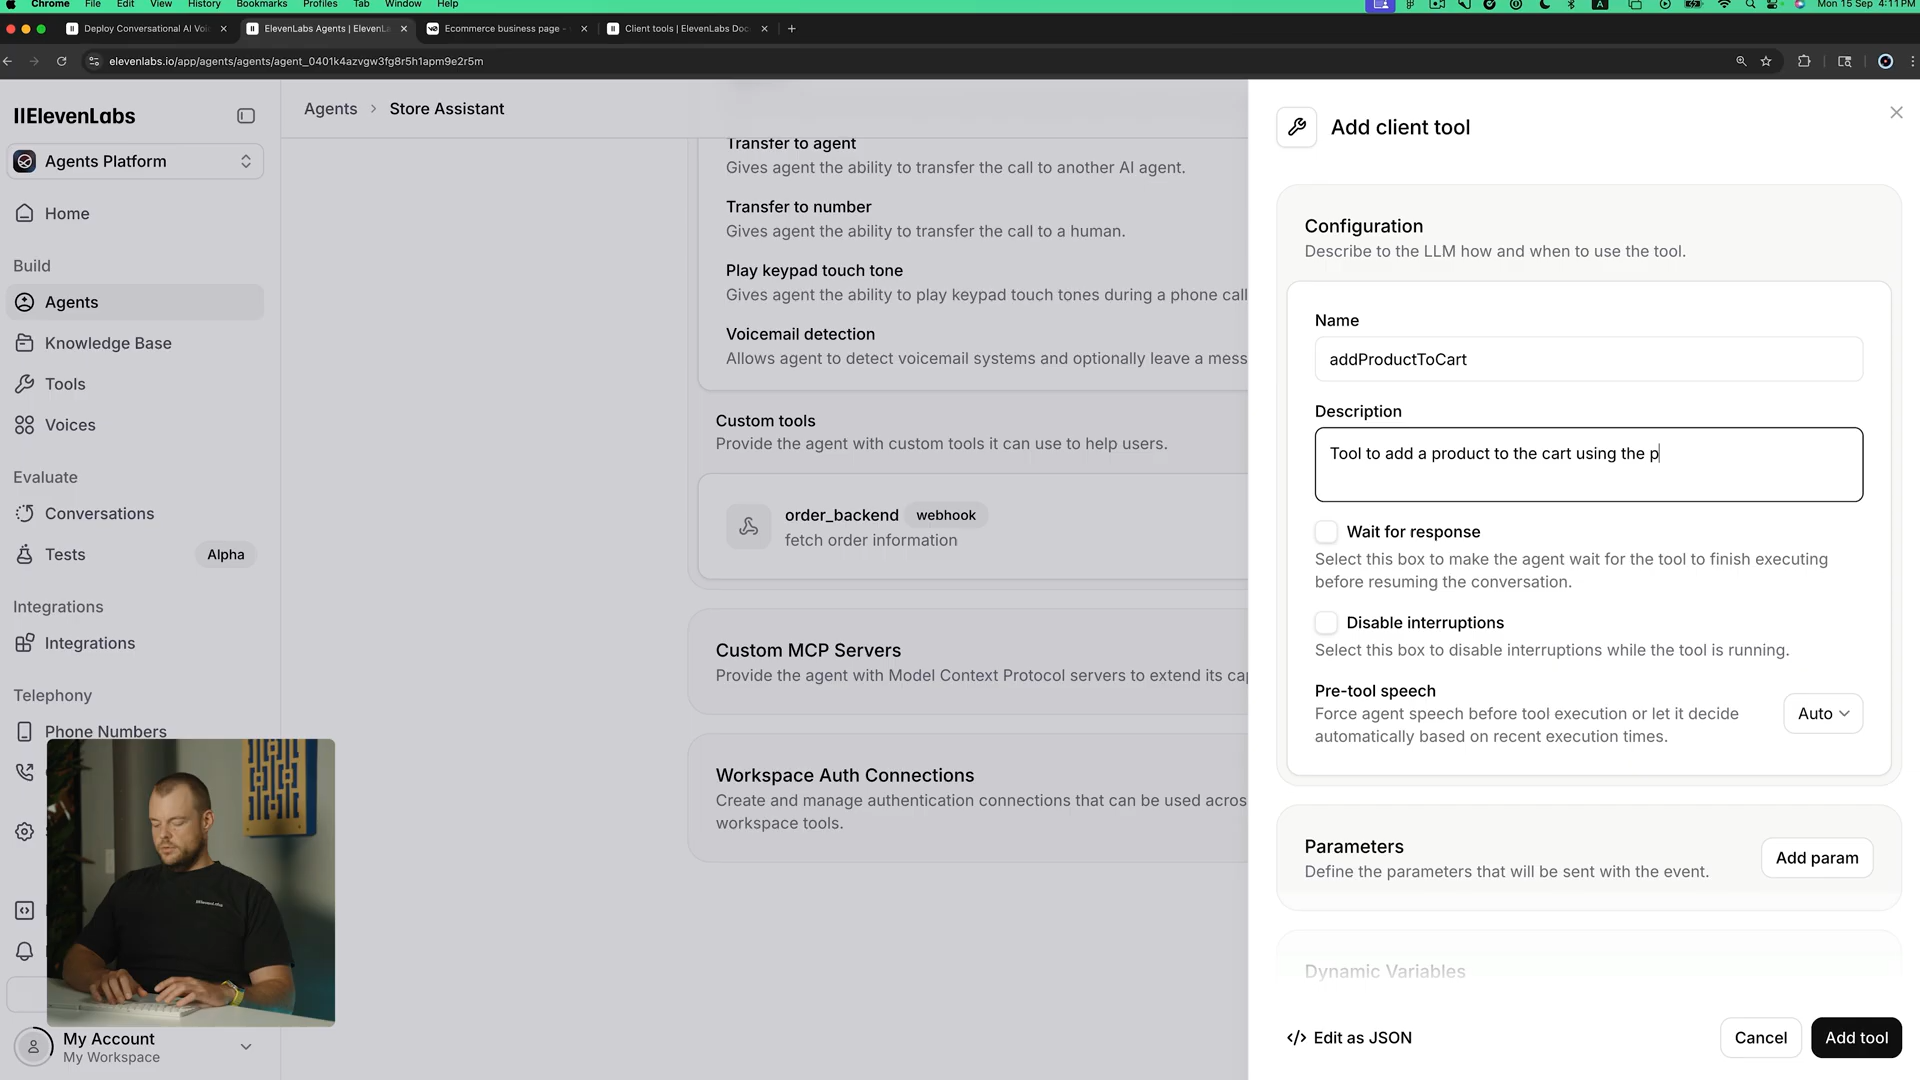 Chrome File Edit View History Bookmarks Profiles Tab Window Help
Mon 15 Sep 4:11 PM
Deploy Conversational AI Voi
ElevenLabs Agents | ElevenLa
Ecommerce business page -
Client tools | ElevenLabs Doc
elevenlabs.io/app/agents/agents/agent_0401k4azvgw3fg8r5h1apm9e2r5m
IIElevenLabs
Agents Platform
Home
Build
Agents
Knowledge Base
Tools
Voices
Evaluate
Conversations
Tests Alpha
Integrations
Integrations
Telephony
Phone Numbers
My Account
My Workspace
Agents > Store Assistant
Transfer to agent
Gives agent the ability to transfer the call to another AI agent.
Transfer to number
Gives agent the ability to transfer the call to a human.
Play keypad touch tone
Gives agent the ability to play keypad touch tones during a phone call
Voicemail detection
Allows agent to detect voicemail systems and optionally leave a mess
Custom tools
Provide the agent with custom tools it can use to help users.
order_backend webhook
fetch order information
Custom MCP Servers
Provide the agent with Model Context Protocol servers to extend its ca
Workspace Auth Connections
Create and manage authentication connections that can be used acros
workspace tools.
Add client tool
Configuration
Describe to the LLM how and when to use the tool.
Name
addProductToCart
Description
Tool to add a product to the cart using the p
Wait for response
Select this box to make the agent wait for the tool to finish executing
before resuming the conversation.
Disable interruptions
Select this box to disable interruptions while the tool is running.
Pre-tool speech
Force agent speech before tool execution or let it decide
automatically based on recent execution times.
Auto
Parameters
Define the parameters that will be sent with the event.
Add param
Dynamic Variables
</> Edit as JSON
Cancel
Add tool